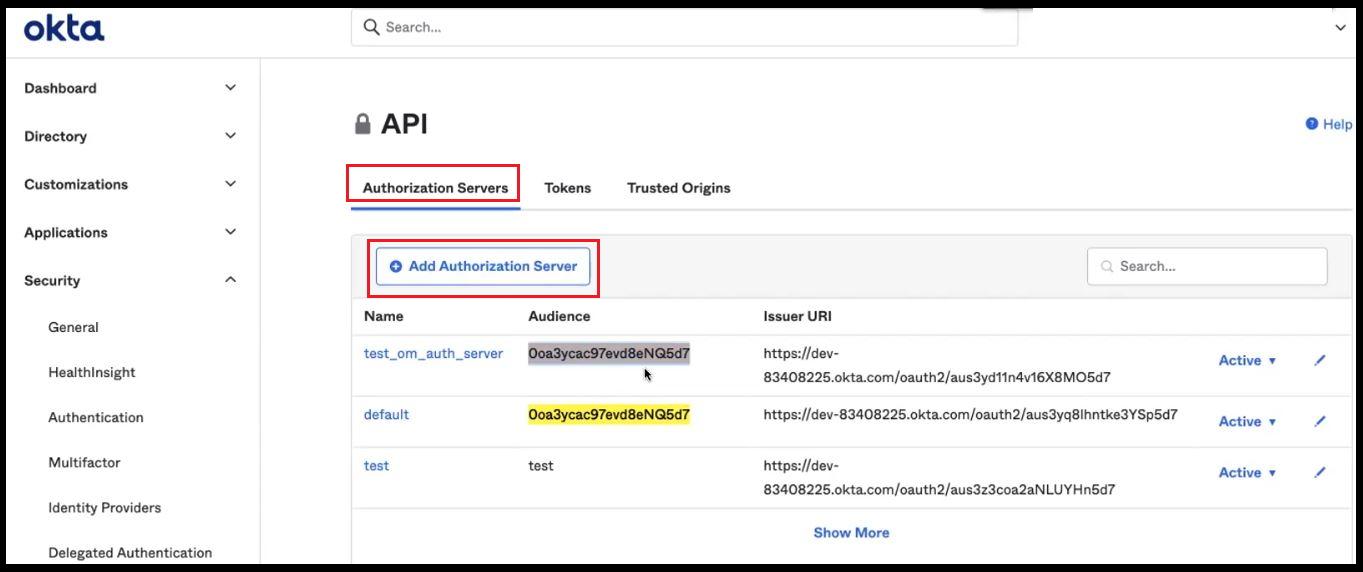 okta
Search...
Dashboard
Directory
Customizations
Applications
Security
General
HealthInsight
Authentication
Multifactor
Identity Providers
Delegated Authentication
API
Help
Authorization Servers Tokens Trusted Origins
Add Authorization Server
Search...
Name Audience Issuer URI
test_om_auth_server 0oa3ycac97evd8eNQ5d7 https://dev-
83408225.okta.com/oauth2/aus3yd11n4v16X8MO5d7 Active
default 0oa3ycac97evd8eNQ5d7 https://dev-83408225.okta.com/oauth2/aus3yq8lhntke3YSp5d7 Active
test test https://dev-
83408225.okta.com/oauth2/aus3z3coa2aNLUYHn5d7 Active
Show More